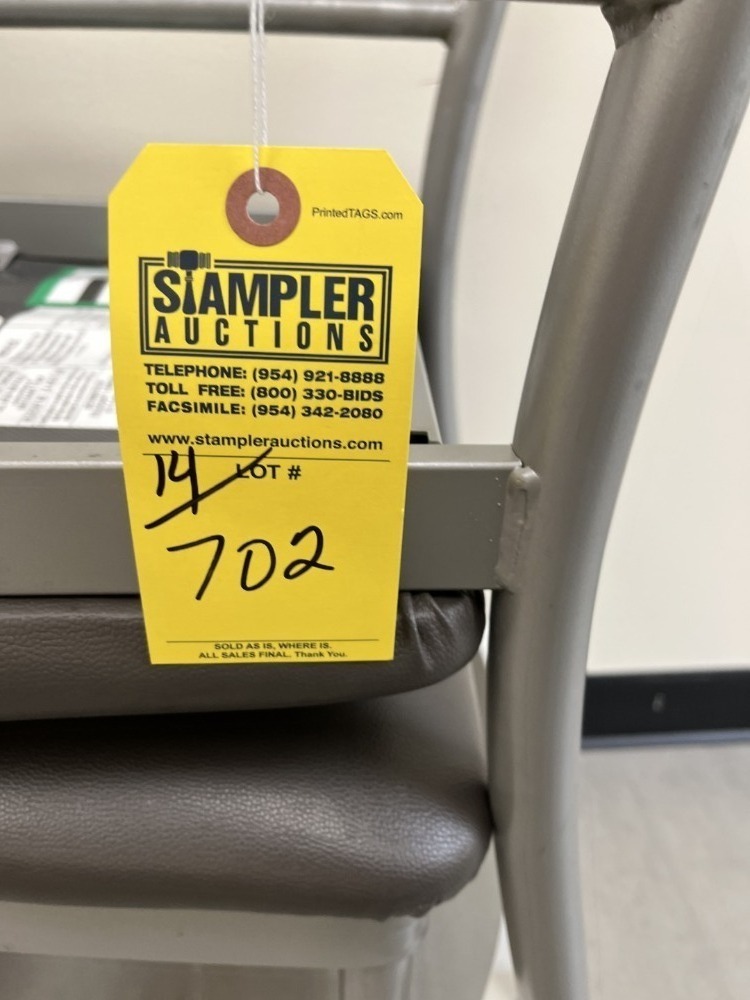 PrintedTAGS.com
STAMPLER
AUCTIONS
TELEPHONE: (954) 921-8888
TOLL FREE: (800) 330-BIDS
FACSIMILE: (954) 342-2080
www.stamplerauctions.com
14 LOT #
702
SOLD AS IS, WHERE IS.
ALL SALES FINAL. Thank You.